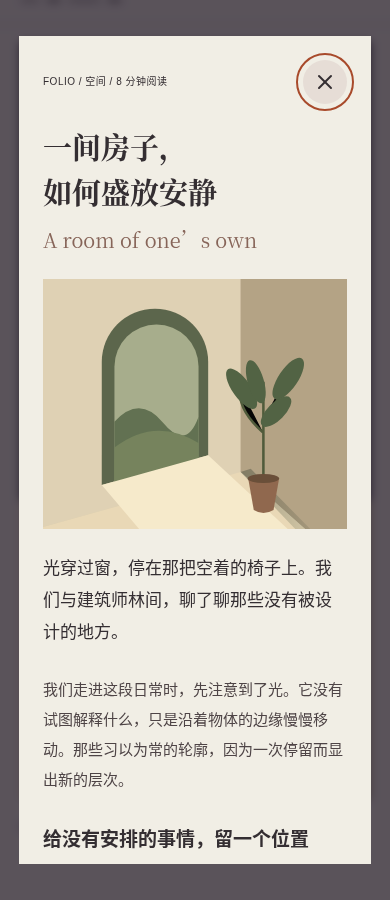 FOLIO / 空间 / 8 分钟阅读
一间房子，
如何盛放安静
A room of one’s own
光穿过窗，停在那把空着的椅子上。我
们与建筑师林间，聊了聊那些没有被设
计的地方。
我们走进这段日常时，先注意到了光。它没有
试图解释什么，只是沿着物体的边缘慢慢移
动。那些习以为常的轮廓，因为一次停留而显
出新的层次。
给没有安排的事情，留一个位置